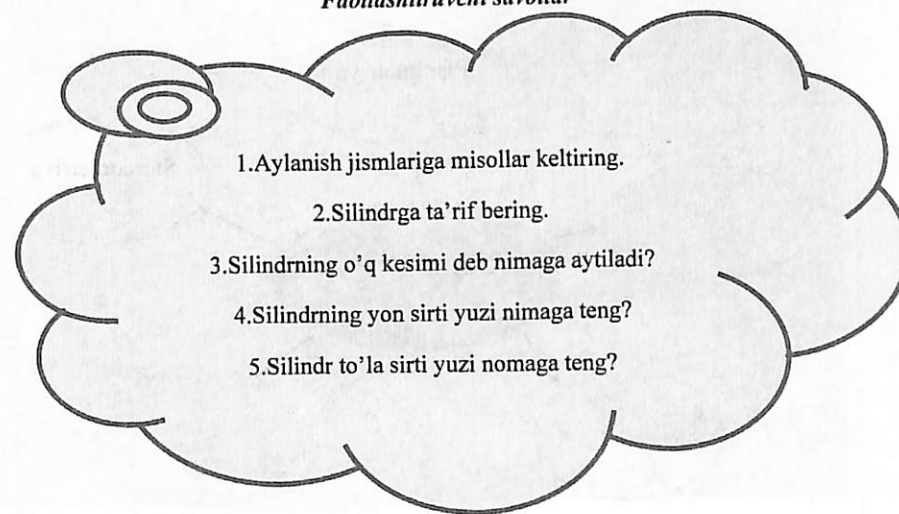 1.Aylanish jismlariga misollar keltiring.
2.Silindrga ta’rif bering.
3.Silindrning o’q kesimi deb nimaga aytiladi?
4.Silindrning yon sirti yuzi nimaga teng?
5.Silindr to’la sirti yuzi nomaga teng?